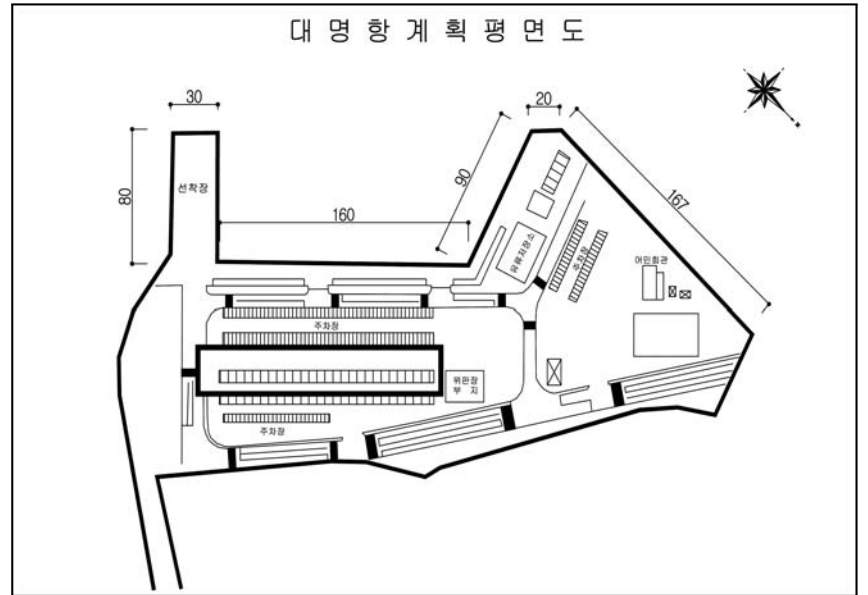 대 명 항 계 획 평 면 도
30
20
80
선착장
160
90
167
유류저장소
주차장
어민회관
주차장
위판장
부 지
주차장